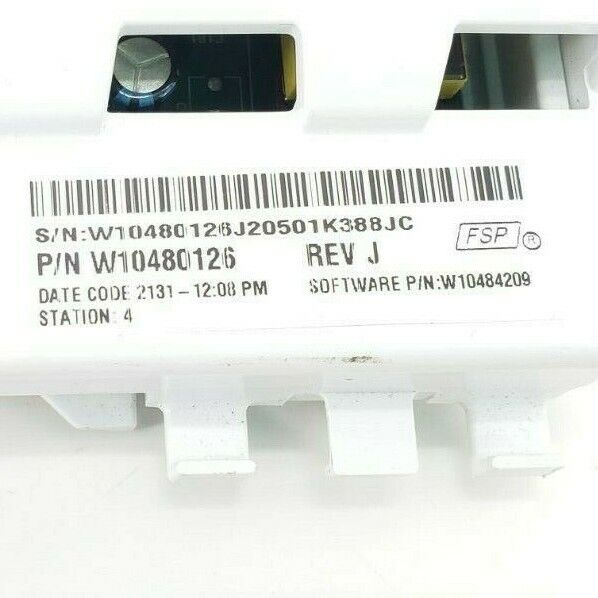 S/N:W10480126J20501K388JC
P/N W10480126 REV J FSP ®
DATE CODE 2131-12:08 PM SOFTWARE P/N:W10484209
STATION: 4